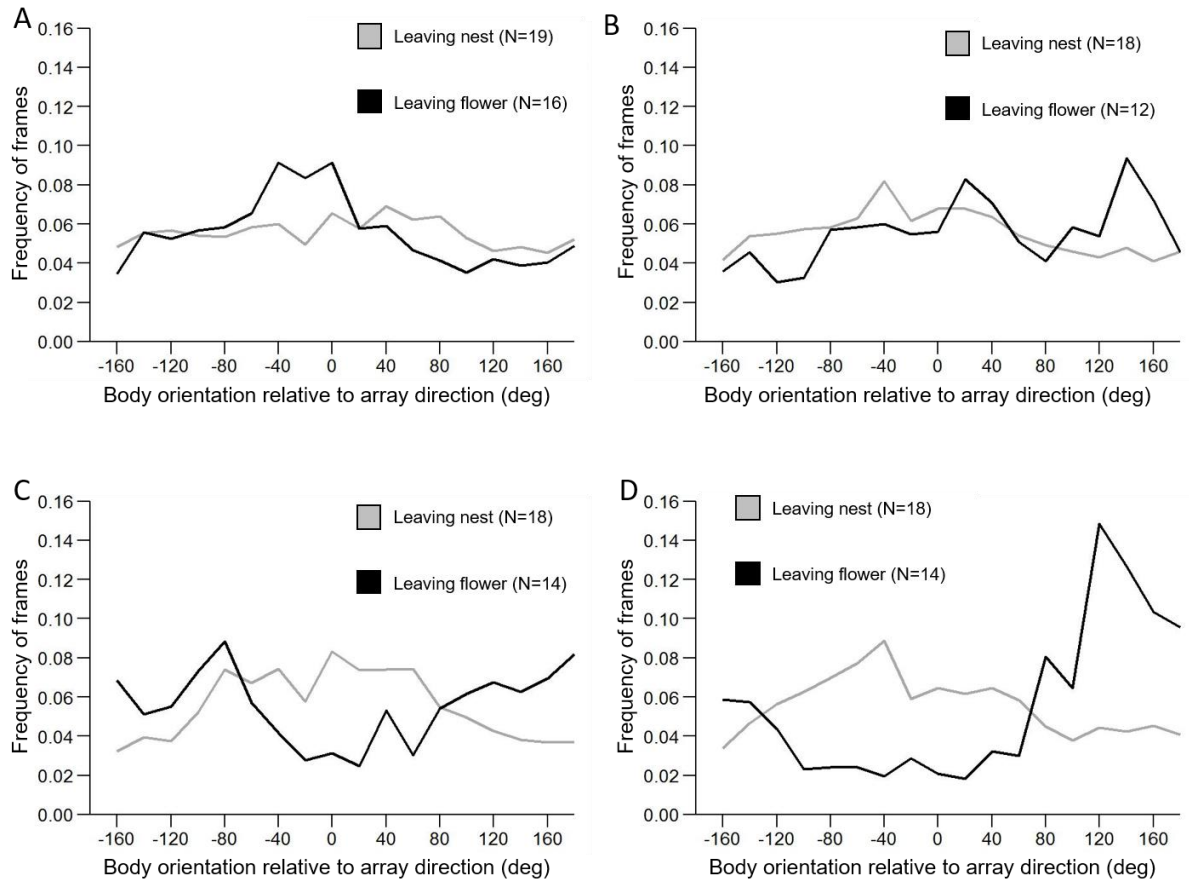 A
Frequency of frames
0.16
0.14
0.12
0.10
0.08
0.06
0.04
0.02
0.00
Leaving nest (N=19)
Leaving flower (N=16)
-160 -120 -80 -40 0 40 80 120 160
Body orientation relative to array direction (deg)
B
Frequency of frames
0.16
0.14
0.12
0.10
0.08
0.06
0.04
0.02
0.00
Leaving nest (N=18)
Leaving flower (N=12)
-160 -120 -80 -40 0 40 80 120 160
Body orientation relative to array direction (deg)
C
Frequency of frames
0.16
0.14
0.12
0.10
0.08
0.06
0.04
0.02
0.00
Leaving nest (N=18)
Leaving flower (N=14)
-160 -120 -80 -40 0 40 80 120 160
Body orientation relative to array direction (deg)
D
Frequency of frames
0.16
0.14
0.12
0.10
0.08
0.06
0.04
0.02
0.00
Leaving nest (N=18)
Leaving flower (N=14)
-160 -120 -80 -40 0 40 80 120 160
Body orientation relative to array direction (deg)